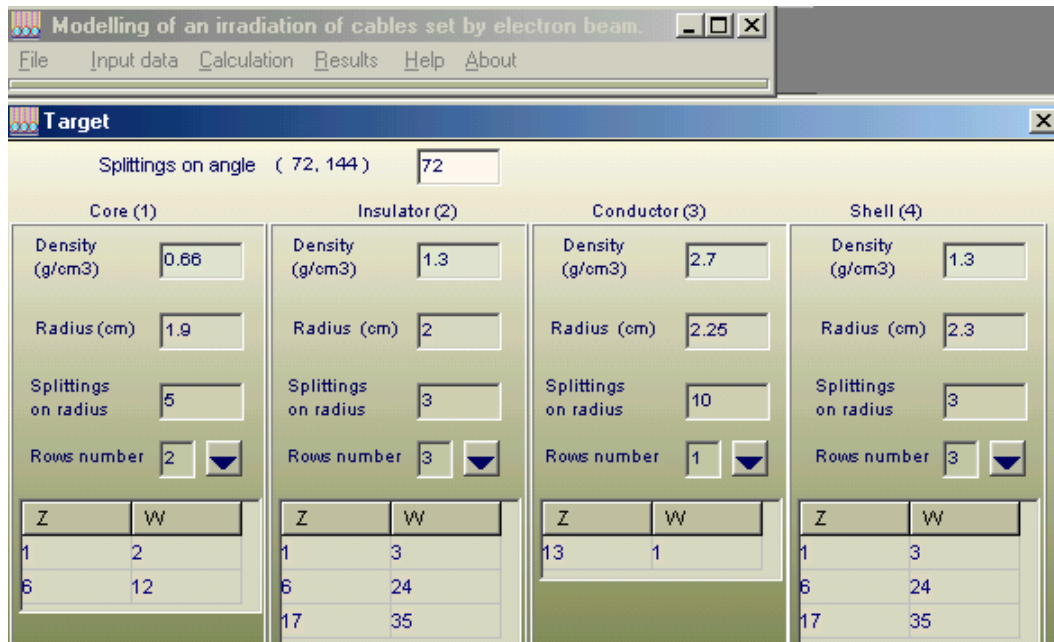 Modelling of an irradiation of cables set by electron beam.
File Input data Calculation Results Help About
Target
Splittings on angle ( 72, 144 ) 72
Core (1) Insulator (2) Conductor (3) Shell (4)
Density (g/cm3) 0.66 Density (g/cm3) 1.3 Density (g/cm3) 2.7 Density (g/cm3) 1.3
Radius (cm) 1.9 Radius (cm) 2 Radius (cm) 2.25 Radius (cm) 2.3
Splittings on radius 5 Splittings on radius 3 Splittings on radius 10 Splittings on radius 3
Rows number 2 Rows number 3 Rows number 1 Rows number 3
Z W Z W Z W Z W
1 2 1 3 13 1 1 3
6 12 6 24 6 24
17 35 17 35